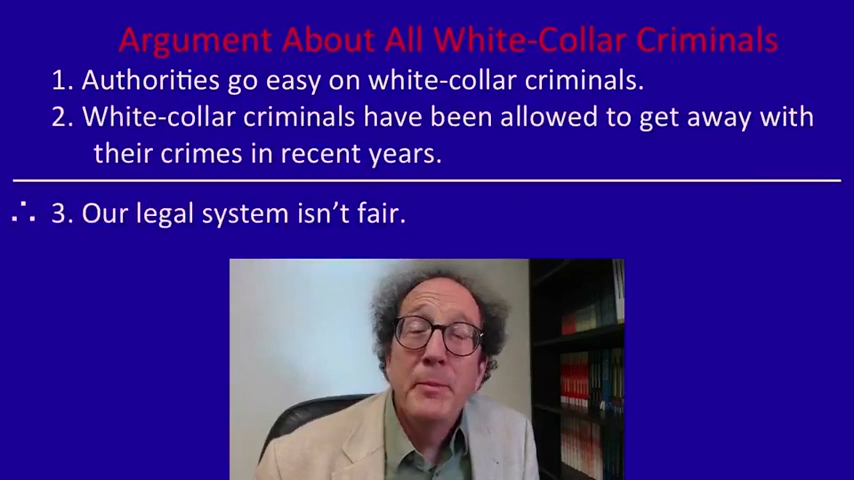 Argument About All White-Collar Criminals
1. Authorities go easy on white-collar criminals.
2. White-collar criminals have been allowed to get away with
their crimes in recent years.
∴ 3. Our legal system isn't fair.